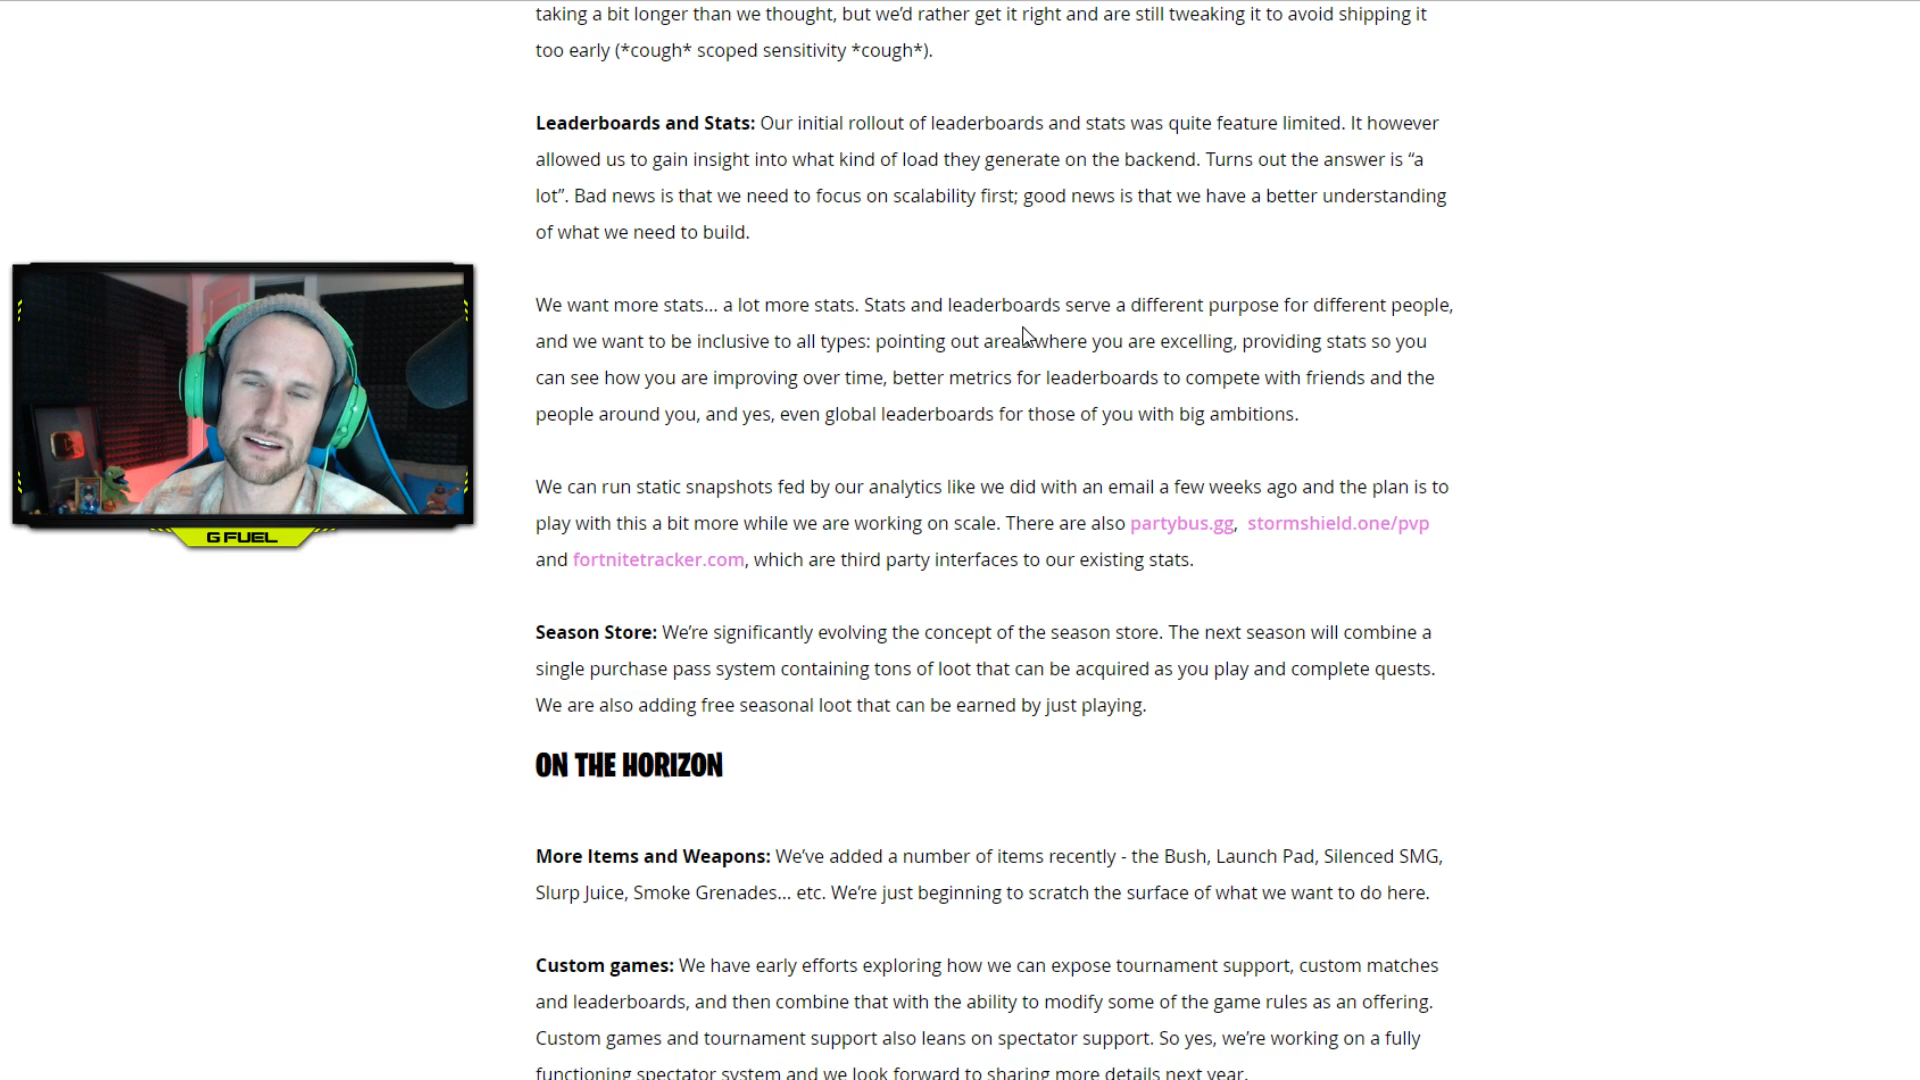 taking a bit longer than we thought, but we’d rather get it right and are still tweaking it to avoid shipping it
too early (*cough* scoped sensitivity *cough*).
Leaderboards and Stats: Our initial rollout of leaderboards and stats was quite feature limited. It however
allowed us to gain insight into what kind of load they generate on the backend. Turns out the answer is “a
lot”. Bad news is that we need to focus on scalability first; good news is that we have a better understanding
of what we need to build.
We want more stats... a lot more stats. Stats and leaderboards serve a different purpose for different people,
and we want to be inclusive to all types: pointing out areas where you are excelling, providing stats so you
can see how you are improving over time, better metrics for leaderboards to compete with friends and the
people around you, and yes, even global leaderboards for those of you with big ambitions.
We can run static snapshots fed by our analytics like we did with an email a few weeks ago and the plan is to
play with this a bit more while we are working on scale. There are also partybus.gg, stormshield.one/pvp
and fortnitetracker.com, which are third party interfaces to our existing stats.
G FUEL
Season Store: We’re significantly evolving the concept of the season store. The next season will combine a
single purchase pass system containing tons of loot that can be acquired as you play and complete quests.
We are also adding free seasonal loot that can be earned by just playing.
ON THE HORIZON
More Items and Weapons: We’ve added a number of items recently - the Bush, Launch Pad, Silenced SMG,
Slurp Juice, Smoke Grenades... etc. We’re just beginning to scratch the surface of what we want to do here.
Custom games: We have early efforts exploring how we can expose tournament support, custom matches
and leaderboards, and then combine that with the ability to modify some of the game rules as an offering.
Custom games and tournament support also leans on spectator support. So yes, we’re working on a fully
functioning spectator system and we look forward to sharing more details next year.